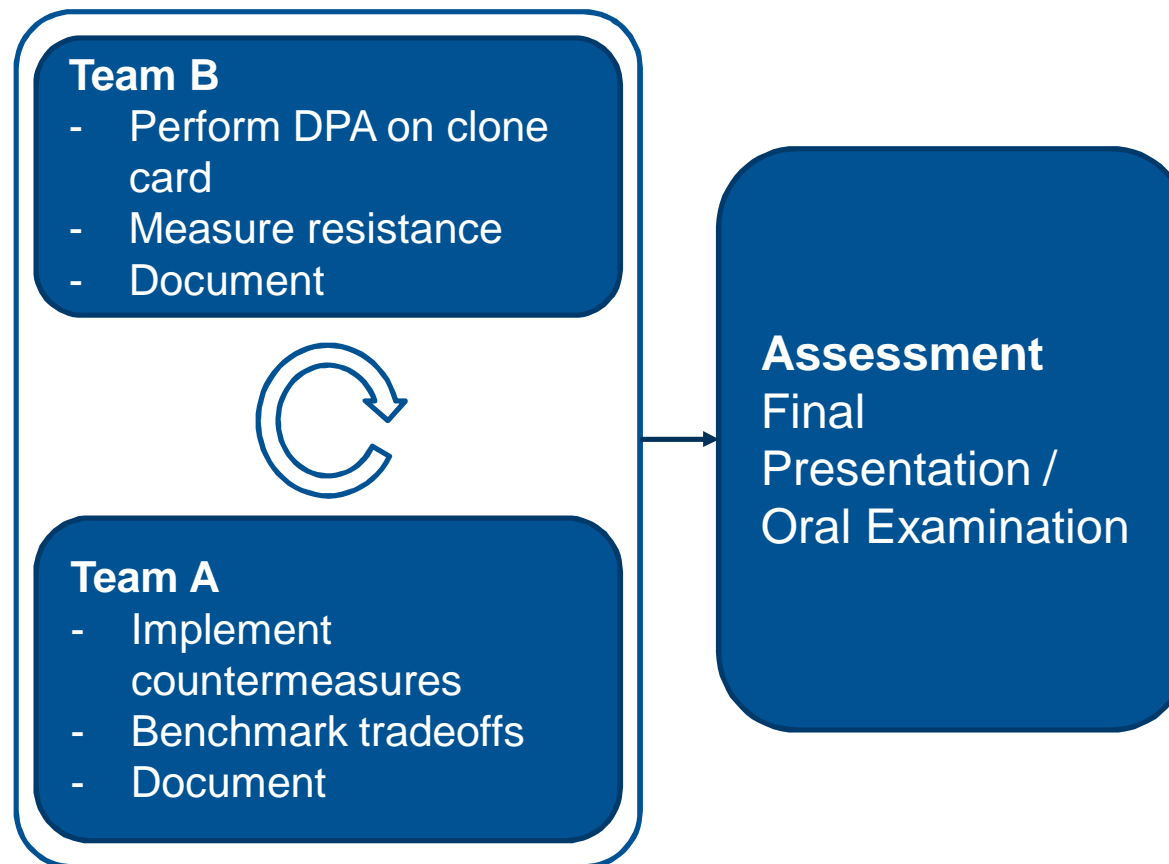 Team B
- Perform DPA on clone
card
- Measure resistance
- Document
Team A
- Implement
countermeasures
- Benchmark tradeoffs
- Document
Assessment
Final
Presentation /
Oral Examination